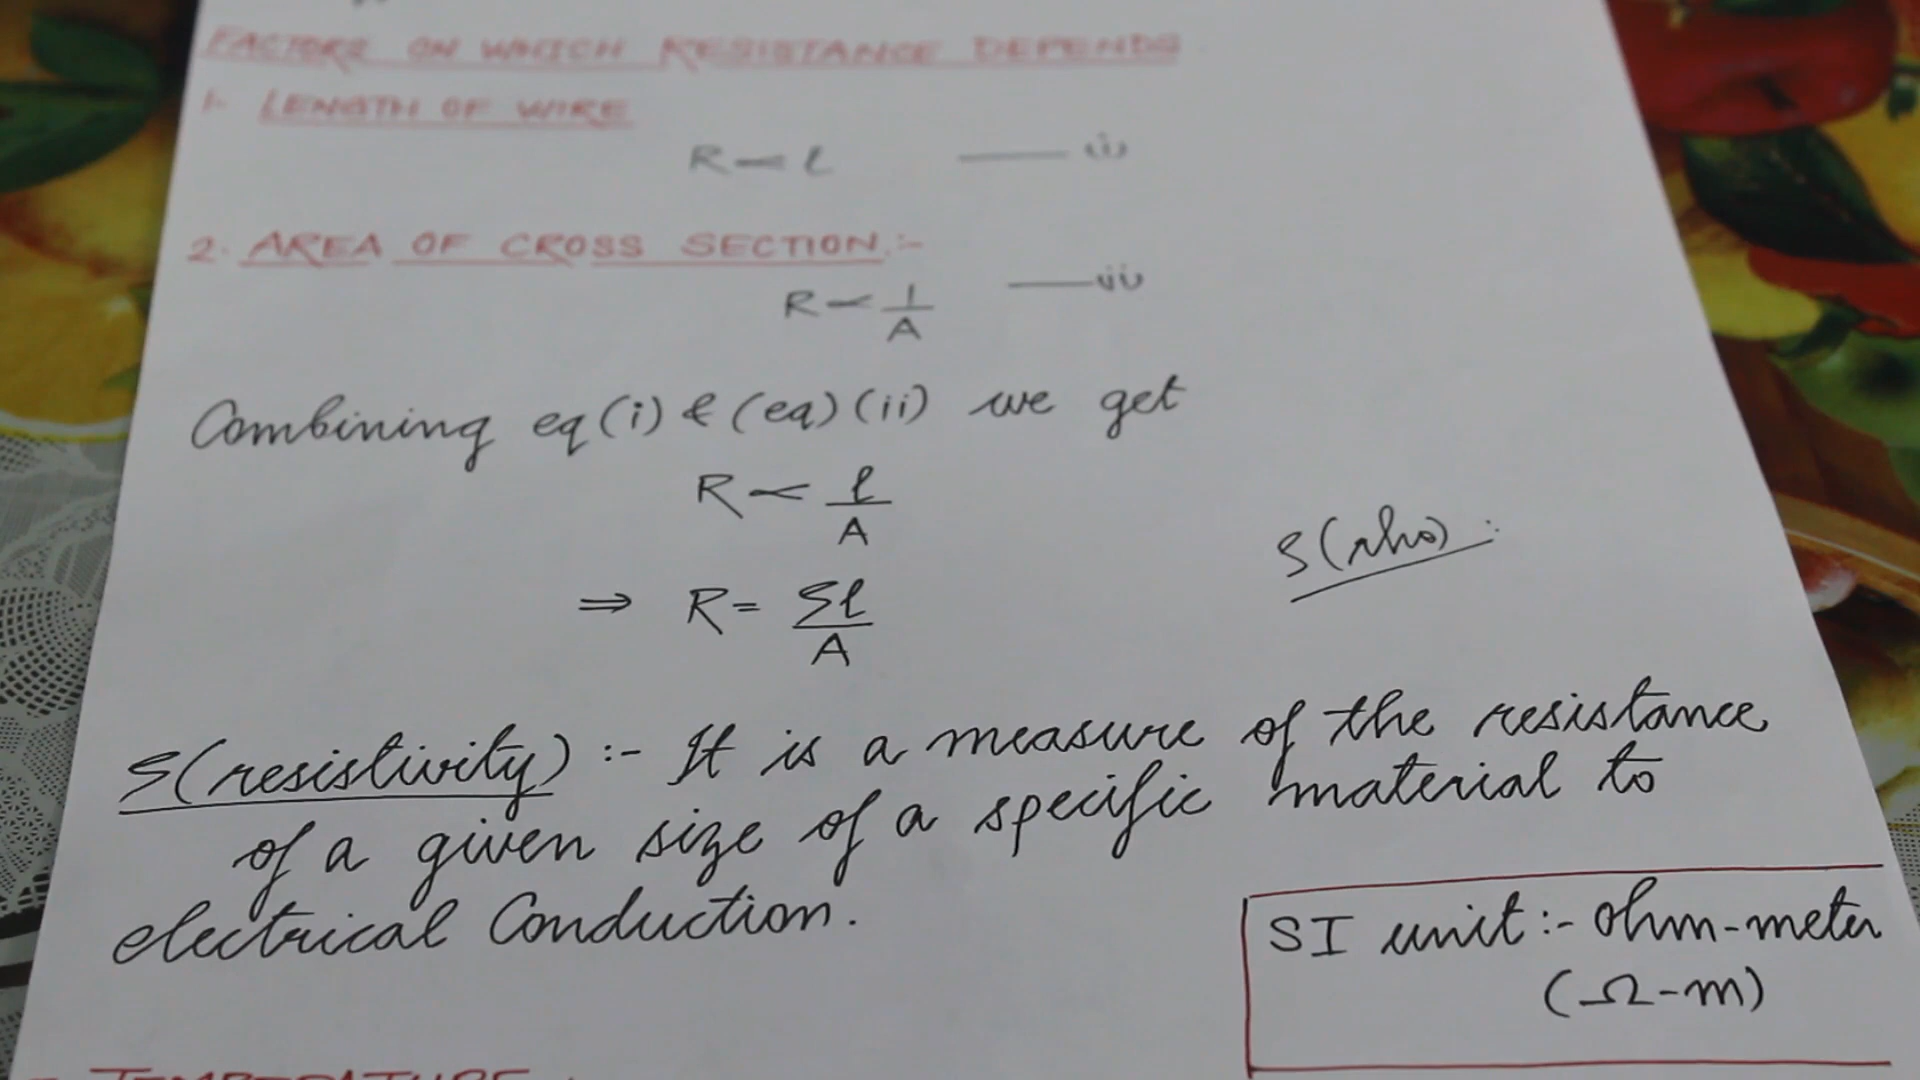 FACTORS ON WHICH RESISTANCE DEPENDS
1. LENGTH OF WIRE
R ∝ l —— (i)
2. AREA OF CROSS SECTION :-
R ∝ 1/A —— (ii)
Combining eq (i) & (eq) (ii) we get
R ∝ l/A
S (rho) :
⇒ R = Sl/A
S (resistivity) :- It is a measure of the resistance
of a given size of a specific material to
electrical Conduction.
SI unit :- Ohm-meter
(Ω-m)
TEMPERATURE